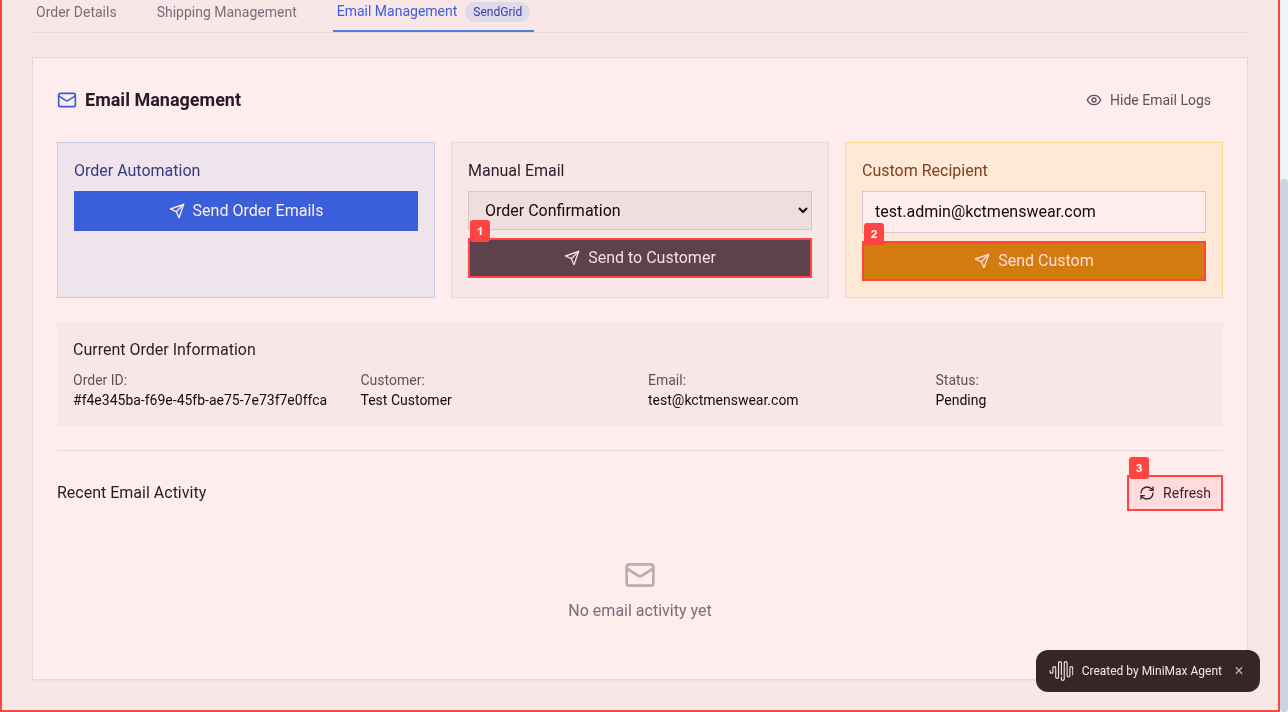 Order Details
Shipping Management
Email Management
SendGrid
Email Management
Hide Email Logs
Order Automation
Send Order Emails
Manual Email
Order Confirmation
1
Send to Customer
Custom Recipient
test.admin@kctmenswear.com
2
Send Custom
Current Order Information
Order ID:
#f4e345ba-f69e-45fb-ae75-7e73f7e0ffca
Customer:
Test Customer
Email:
test@kctmenswear.com
Status:
Pending
Recent Email Activity
3
Refresh
No email activity yet
Created by MiniMax Agent ×